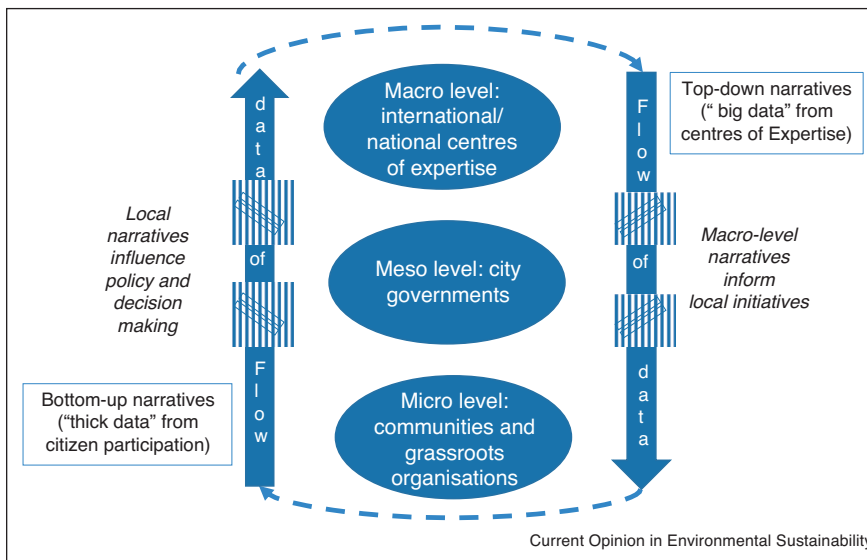 Macro level:
international/
national centres
of expertise
Top-down narratives
(“ big data” from
centres of Expertise)
Flow of data
Local
narratives
influence
policy and
decision
making
Meso level: city
governments
Macro-level
narratives
inform
local initiatives
Flow of data
Bottom-up narratives
(“thick data” from
citizen participation)
Micro level:
communities and
grassroots
organisations
Current Opinion in Environmental Sustainability